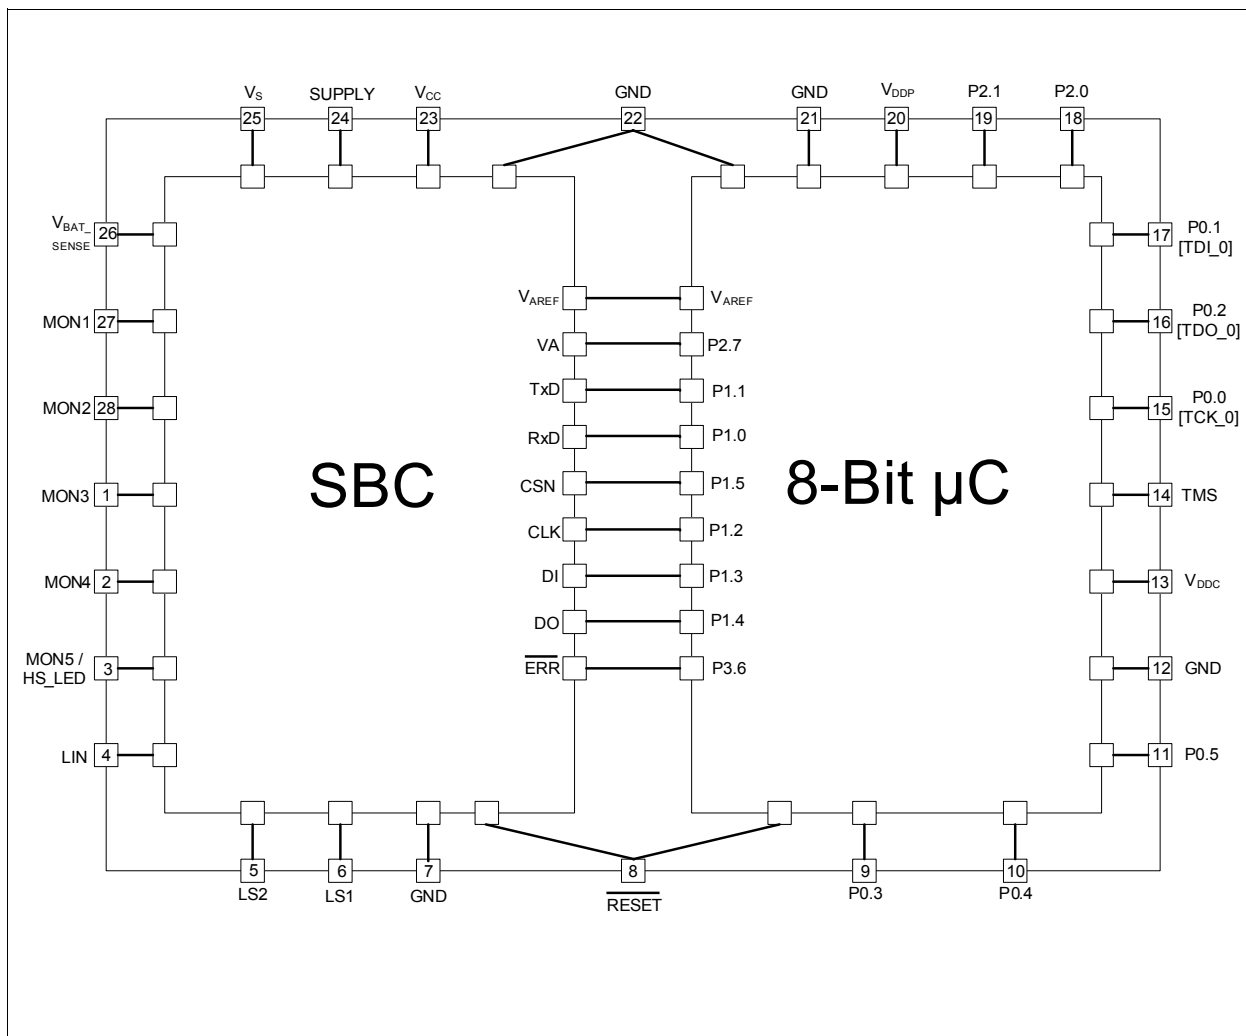 VS
SUPPLY
VCC
GND
GND
VDDP
P2.1
P2.0
25
24
23
22
21
20
19
18
VBAT_
SENSE
26
17
P0.1
[TDI_0]
VAREF
VAREF
MON1
27
16
P0.2
[TDO_0]
VA
P2.7
TxD
P1.1
MON2
28
15
P0.0
[TCK_0]
RxD
P1.0
SBC
8-Bit µC
CSN
P1.5
MON3
1
14
TMS
CLK
P1.2
DI
P1.3
MON4
2
13
VDDC
DO
P1.4
MON5 /
HS_LED
3
ERR
P3.6
12
GND
LIN
4
11
P0.5
5
6
7
8
9
10
LS2
LS1
GND
RESET
P0.3
P0.4